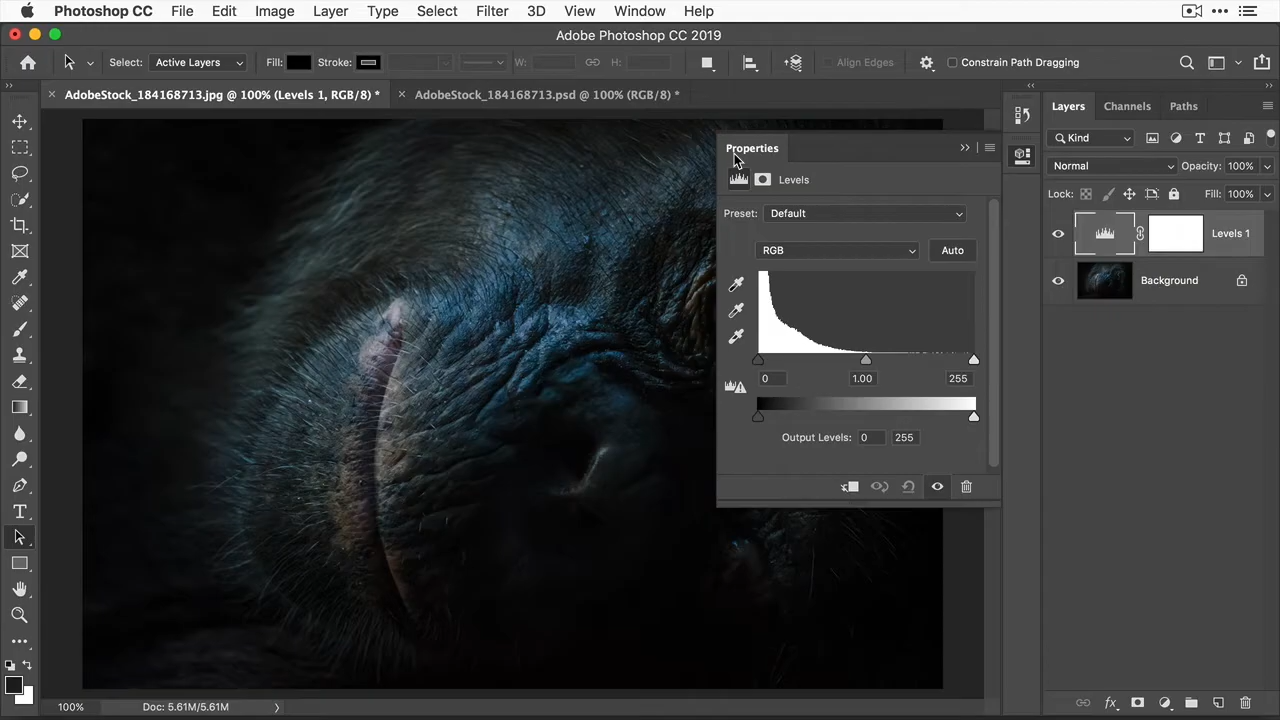 Photoshop CC File Edit Image Layer Type Select Filter 3D View Window Help
Adobe Photoshop CC 2019
Select: Active Layers Fill: Stroke: W: H: Align Edges Constrain Path Dragging
AdobeStock_184168713.jpg @ 100% (Levels 1, RGB/8) * AdobeStock_184168713.psd @ 100% (RGB/8) *
Layers Channels Paths
Kind
Normal Opacity: 100%
Lock: Fill: 100%
Levels 1
Background
Properties
Levels
Preset: Default
RGB Auto
0 1.00 255
Output Levels: 0 255
100% Doc: 5.61M/5.61M